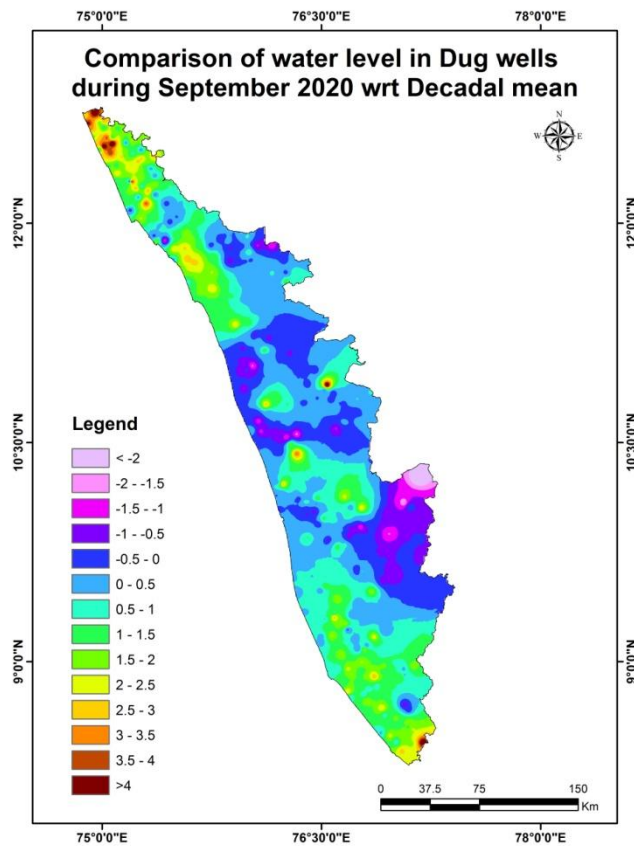 75°0'0"E 76°30'0"E 78°0'0"E
Comparison of water level in Dug wells
during September 2020 wrt Decadal mean
N
W E
S
12°0'0"N 12°0'0"N
10°30'0"N 10°30'0"N
9°0'0"N 9°0'0"N
Legend
< -2
-2 - -1.5
-1.5 - -1
-1 - -0.5
-0.5 - 0
0 - 0.5
0.5 - 1
1 - 1.5
1.5 - 2
2 - 2.5
2.5 - 3
3 - 3.5
3.5 - 4
>4
0 37.5 75 150
Km
75°0'0"E 76°30'0"E 78°0'0"E